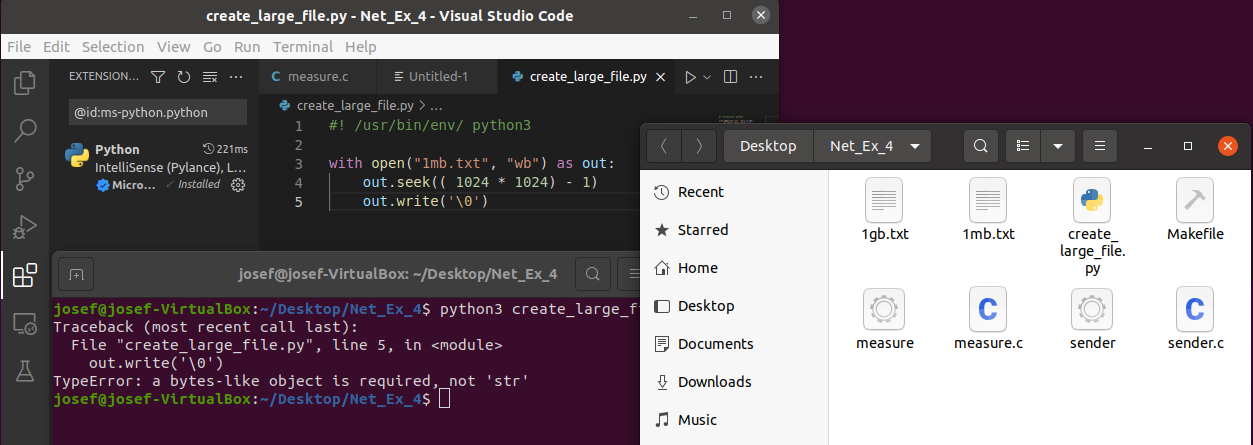 create_large_file.py - Net_Ex_4 - Visual Studio Code
File Edit Selection View Go Run Terminal Help
EXTENSION...
measure.c
Untitled-1
create_large_file.py
@id:ms-python.python
Python
221ms
IntelliSense (Pylance), L...
Micro...
Installed
create_large_file.py > ...
1 #! /usr/bin/env/ python3
2
3 with open("1mb.txt", "wb") as out:
4 out.seek(( 1024 * 1024) - 1)
5 out.write('\0')
josef@josef-VirtualBox: ~/Desktop/Net_Ex_4
josef@josef-VirtualBox:~/Desktop/Net_Ex_4$ python3 create_large_f
Traceback (most recent call last):
File "create_large_file.py", line 5, in <module>
out.write('\0')
TypeError: a bytes-like object is required, not 'str'
josef@josef-VirtualBox:~/Desktop/Net_Ex_4$
Desktop
Net_Ex_4
Recent
Starred
Home
Desktop
Documents
Downloads
Music
1gb.txt
1mb.txt
create_
large_file.
py
Makefile
measure
measure.c
sender
sender.c